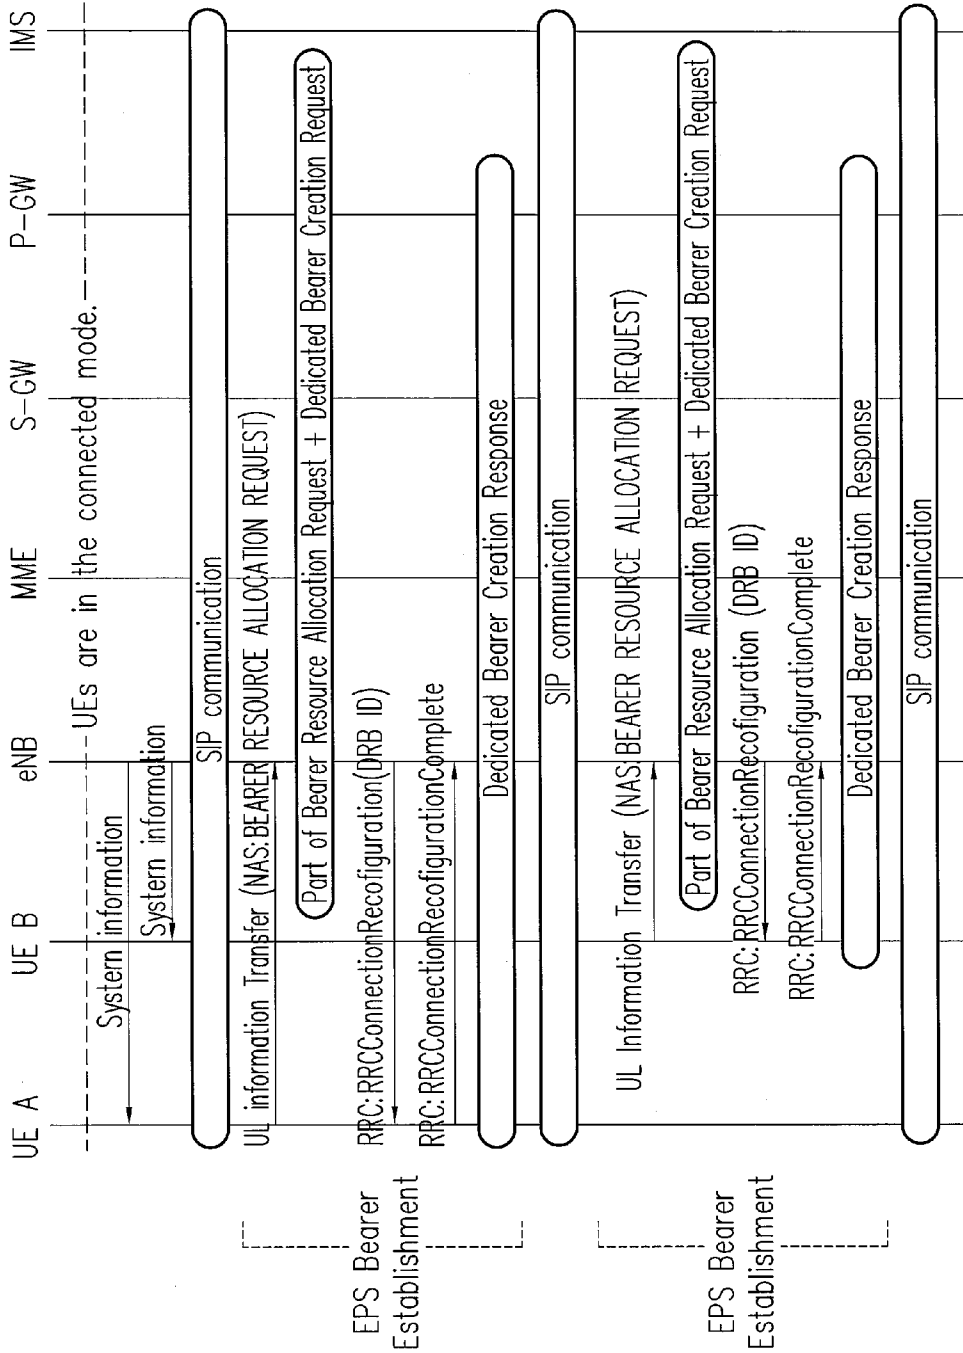 UE A
UE B
eNB
MME
S-GW
P-GW
IMS
UEs are in the connected mode.
System information
System information
SIP communication
UL information Transfer (NAS:BEARER RESOURCE ALLOCATION REQUEST)
Part of Bearer Resource Allocation Request + Dedicated Bearer Creation Request
RRC:RRCConnectionRecofiguration(DRB ID)
RRC:RRCConnectionRecofigurationComplete
Dedicated Bearer Creation Response
EPS Bearer
Establishment
SIP communication
UL Information Transfer (NAS:BEARER RESOURCE ALLOCATION REQUEST)
Part of Bearer Resource Allocation Request + Dedicated Bearer Creation Request
RRC:RRCConnectionRecofiguration (DRB ID)
RRC:RRCConnectionRecofigurationComplete
Dedicated Bearer Creation Response
EPS Bearer
Establishment
SIP communication